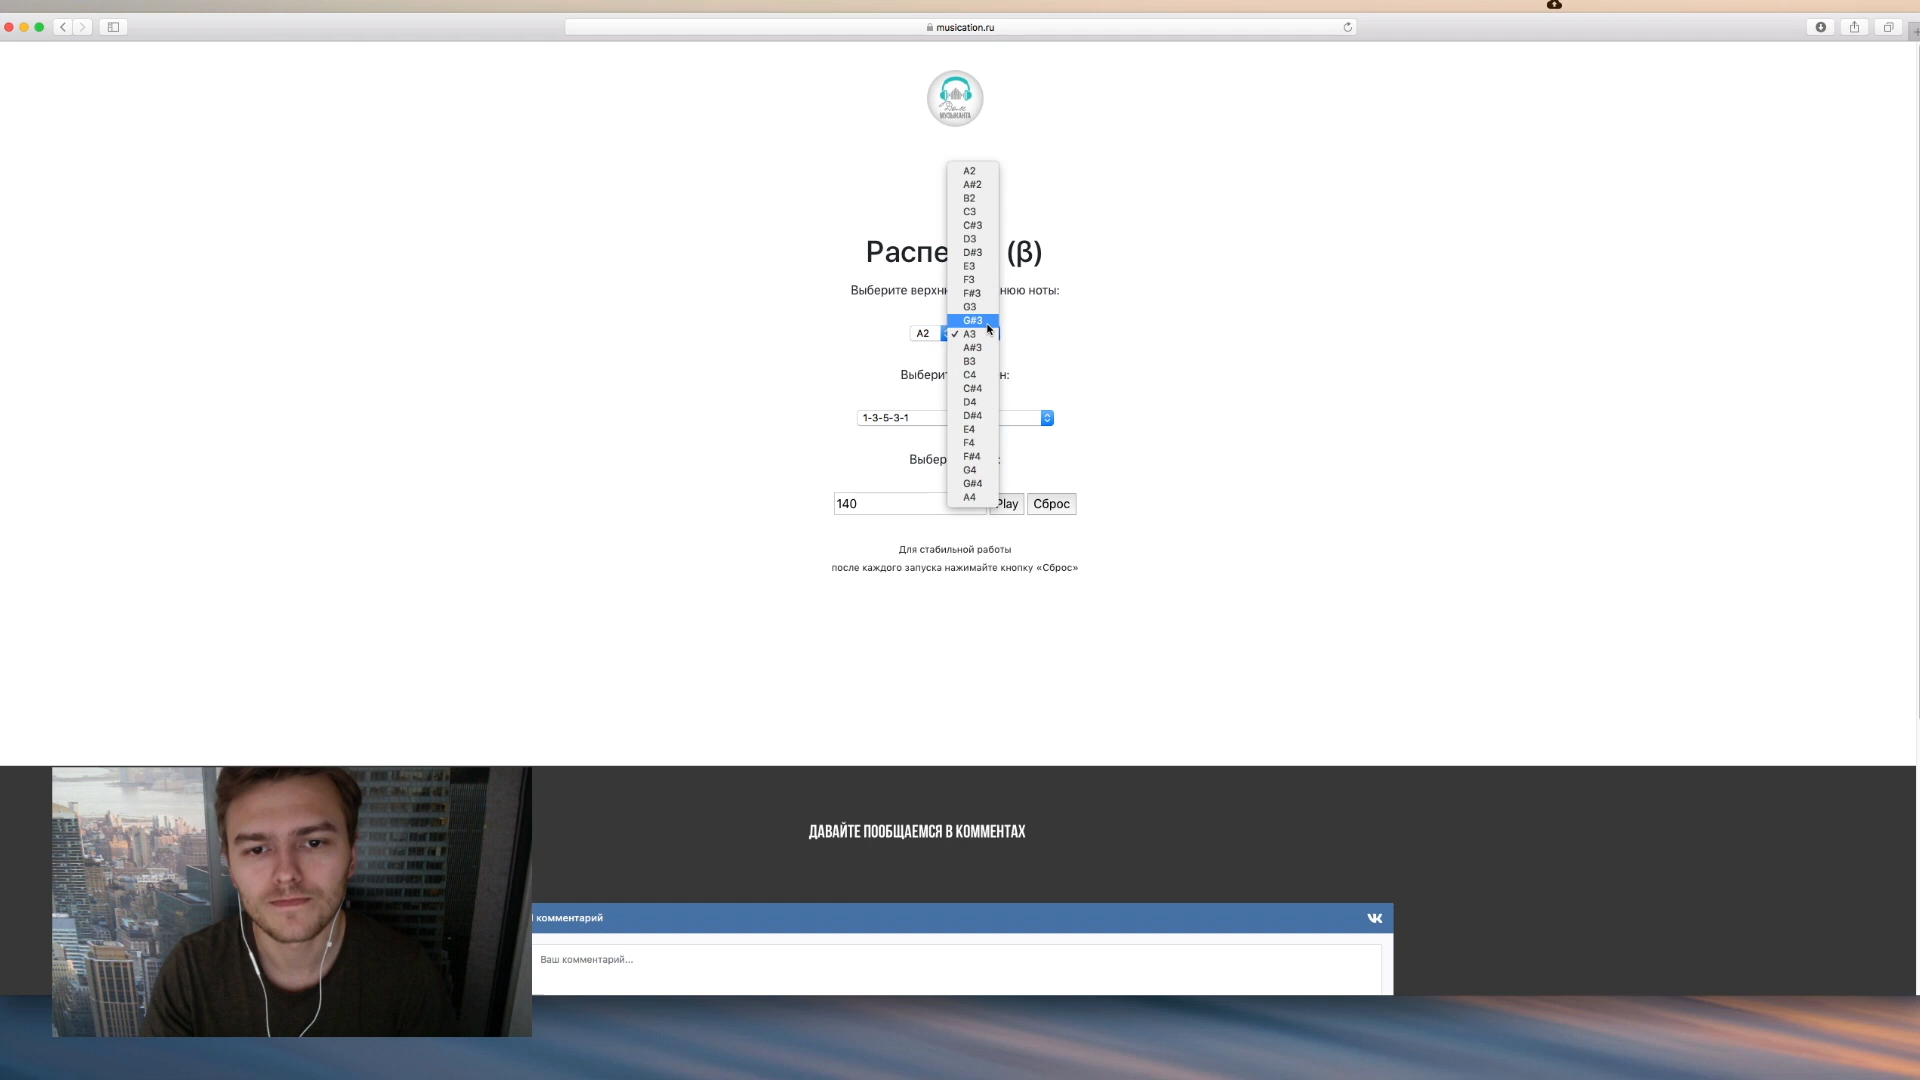 musication.ru
Дом
МУЗЫКАНТА
A2
A#2
B2
C3
C#3
D3
D#3
E3
F3
F#3
G3
G#3
✓ A3
A#3
B3
C4
C#4
D4
D#4
E4
F4
F#4
G4
G#4
A4
Распе (β)
Выберите верхн нюю ноты:
A2
Выберит н:
1-3-5-3-1
Выбер :
140 Play Сброс
Для стабильной работы
после каждого запуска нажимайте кнопку «Сброс»
ДАВАЙТЕ ПООБЩАЕМСЯ В КОММЕНТАХ
комментарий
Ваш комментарий...